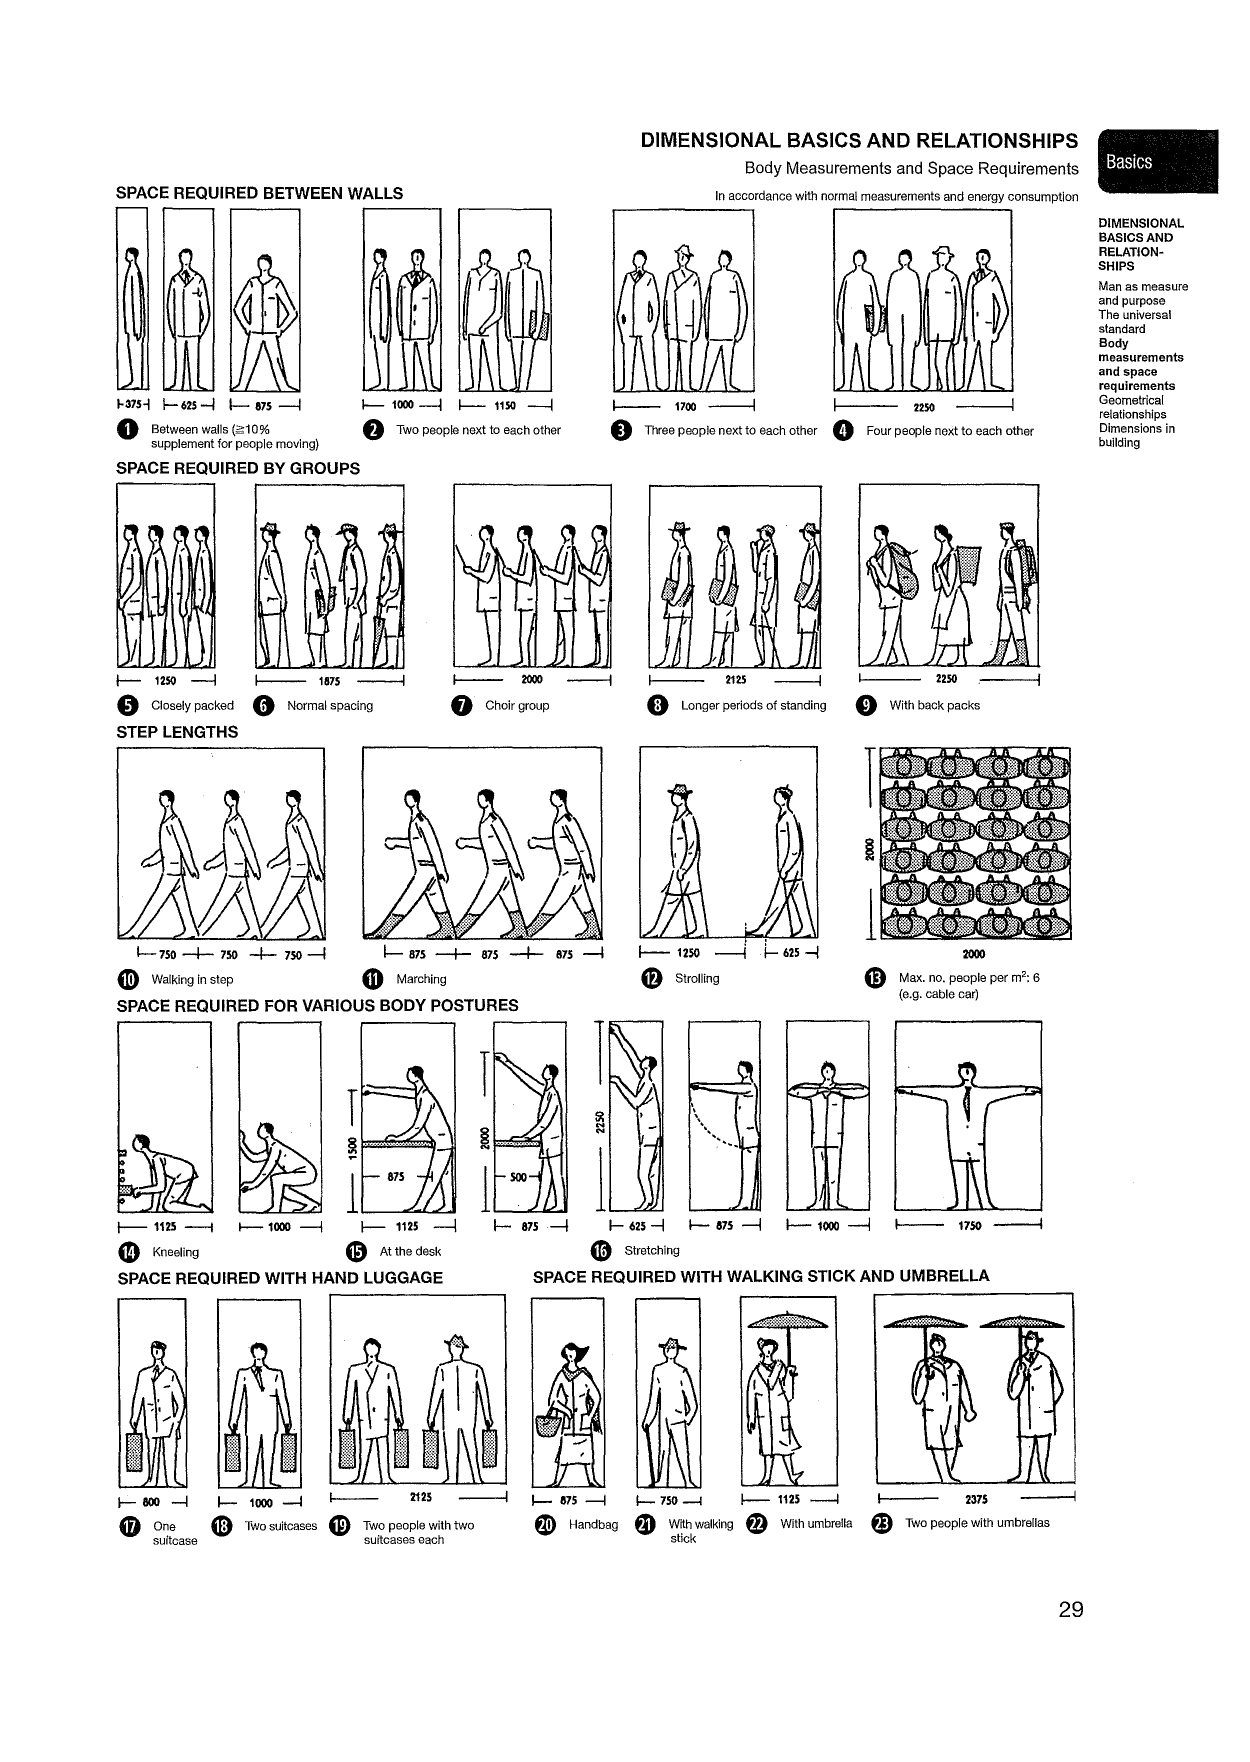 DIMENSIONAL BASICS AND RELATIONSHIPS
Body Measurements and Space Requirements
In accordance with normal measurements and energy consumption
Basics
DIMENSIONAL
BASICS AND
RELATION-
SHIPS
Man as measure
and purpose
The universal
standard
Body
measurements
and space
requirements
Geometrical
relationships
Dimensions in
building
SPACE REQUIRED BETWEEN WALLS
375 625 875 1000 1150 1700 2250
1 Between walls (≧10%
supplement for people moving)
2 Two people next to each other
3 Three people next to each other
4 Four people next to each other
SPACE REQUIRED BY GROUPS
1250 1875 2000 2125 2250
5 Closely packed
6 Normal spacing
7 Choir group
8 Longer periods of standing
9 With back packs
STEP LENGTHS
2000
750 750 750 875 875 875 1250 625 2000
10 Walking in step
11 Marching
12 Strolling
13 Max. no. people per m²: 6
(e.g. cable car)
SPACE REQUIRED FOR VARIOUS BODY POSTURES
1500 2000 2250
875 500
1125 1000 1125 875 625 875 1000 1750
14 Kneeling
15 At the desk
16 Stretching
SPACE REQUIRED WITH HAND LUGGAGE
800 1000 2125
17 One
suitcase
18 Two suitcases
19 Two people with two
suitcases each
SPACE REQUIRED WITH WALKING STICK AND UMBRELLA
875 750 1125 2375
20 Handbag
21 With walking
stick
22 With umbrella
23 Two people with umbrellas
29